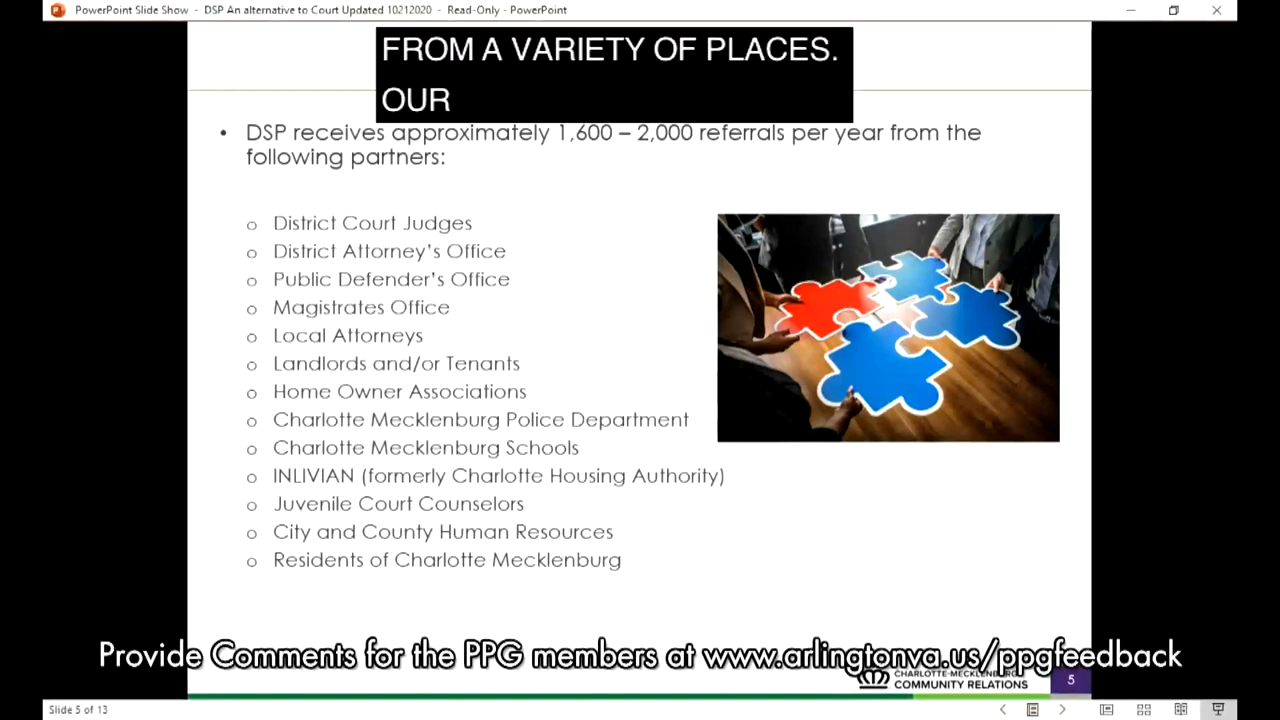 PowerPoint Slide Show - DSP An alternative to Court Updated 10212020 - Read-Only - PowerPoint
FROM A VARIETY OF PLACES.
OUR
• DSP receives approximately 1,600 – 2,000 referrals per year from the
following partners:
o District Court Judges
o District Attorney's Office
o Public Defender's Office
o Magistrates Office
o Local Attorneys
o Landlords and/or Tenants
o Home Owner Associations
o Charlotte Mecklenburg Police Department
o Charlotte Mecklenburg Schools
o INLIVIAN (formerly Charlotte Housing Authority)
o Juvenile Court Counselors
o City and County Human Resources
o Residents of Charlotte Mecklenburg
Provide Comments for the PPG members at www.arlingtonva.us/ppgfeedback
CHARLOTTE-MECKLENBURG
COMMUNITY RELATIONS
5
Slide 5 of 13